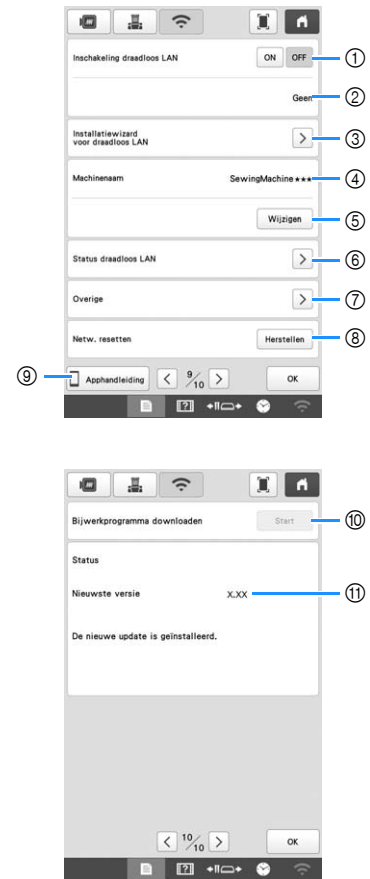 Inschakeling draadloos LAN
ON OFF
①
Geen
②
Installatiewizard
voor draadloos LAN
③
Machinenaam
SewingMachine★★★
④
Wijzigen
⑤
Status draadloos LAN
⑥
Overige
⑦
Netw. resetten
Herstellen
⑧
⑨
Apphandleiding
9/10
OK
Bijwerkprogramma downloaden
Start
⑩
Status
Nieuwste versie
X.XX
⑪
De nieuwe update is geïnstalleerd.
10/10
OK